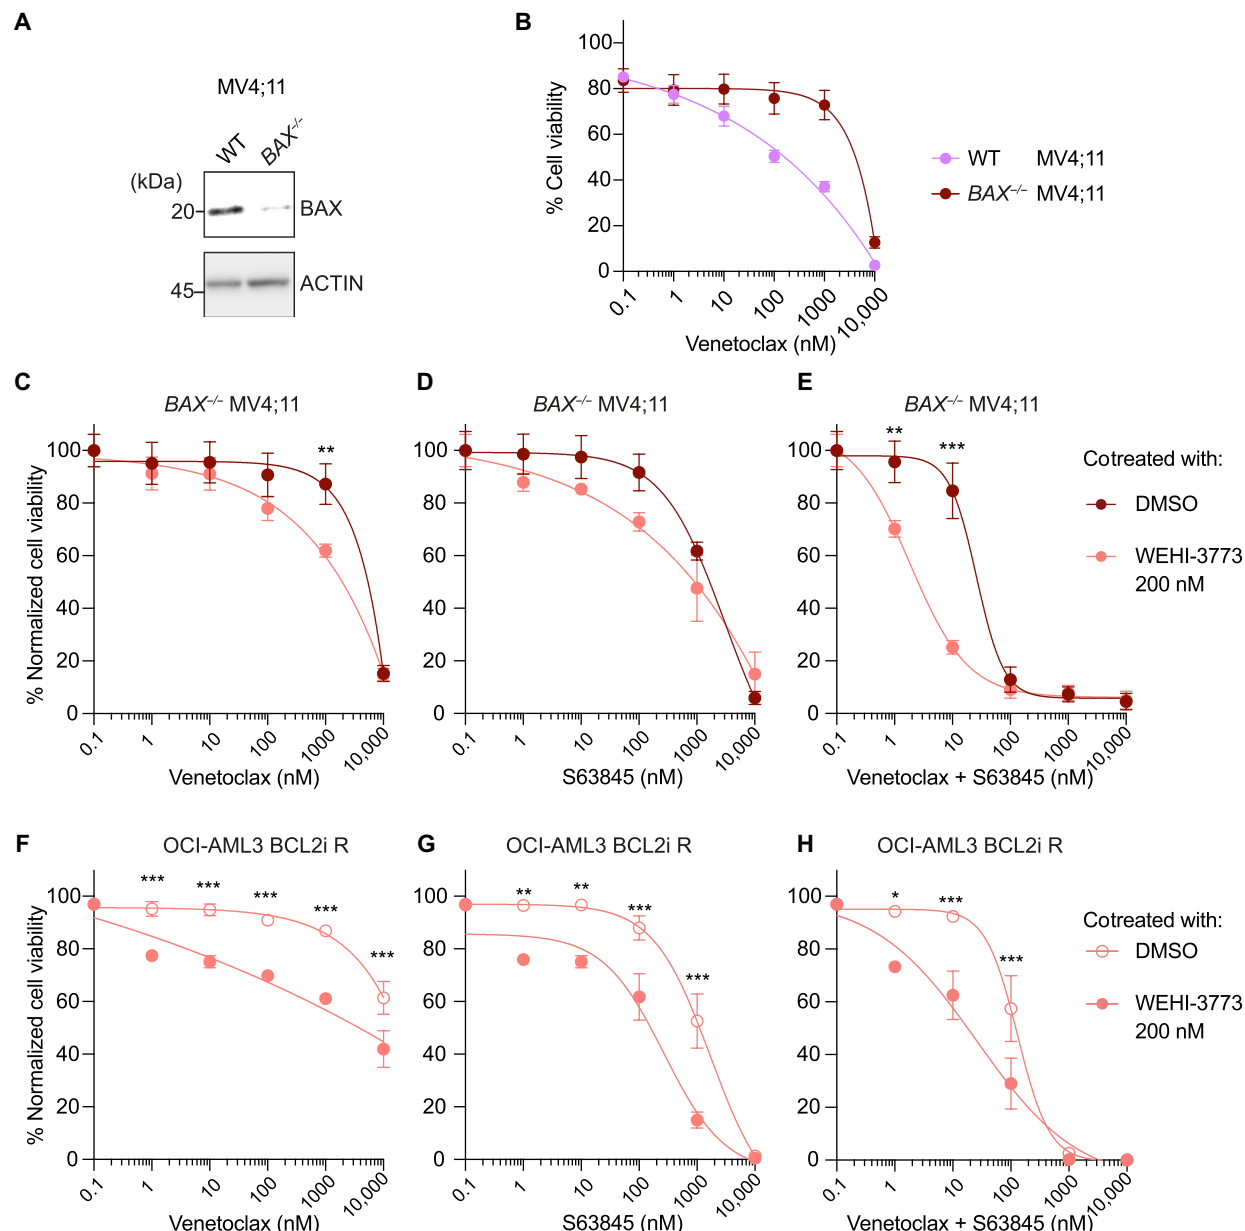 A
MV4;11
WT BAX-/-
(kDa)
20 BAX
45 ACTIN
B
% Cell viability
100
80
60
40
20
0
0.1 1 10 100 1000 10,000
Venetoclax (nM)
WT MV4;11
BAX–/– MV4;11
C
BAX–/– MV4;11
% Normalized cell viability
100
80
60
40
20
0
**
0.1 1 10 100 1000 10,000
Venetoclax (nM)
D
BAX–/– MV4;11
100
80
60
40
20
0
0.1 1 10 100 1000 10,000
S63845 (nM)
E
BAX–/– MV4;11
100
80
60
40
20
0
** ***
0.1 1 10 100 1000 10,000
Venetoclax + S63845 (nM)
Cotreated with:
DMSO
WEHI-3773
200 nM
F
OCI-AML3 BCL2i R
% Normalized cell viability
100
80
60
40
20
0
*** *** *** *** ***
0.1 1 10 100 1000 10,000
Venetoclax (nM)
G
OCI-AML3 BCL2i R
100
80
60
40
20
0
** ** *** ***
0.1 1 10 100 1000 10,000
S63845 (nM)
H
OCI-AML3 BCL2i R
100
80
60
40
20
0
* *** ***
0.1 1 10 100 1000 10,000
Venetoclax + S63845 (nM)
Cotreated with:
DMSO
WEHI-3773
200 nM